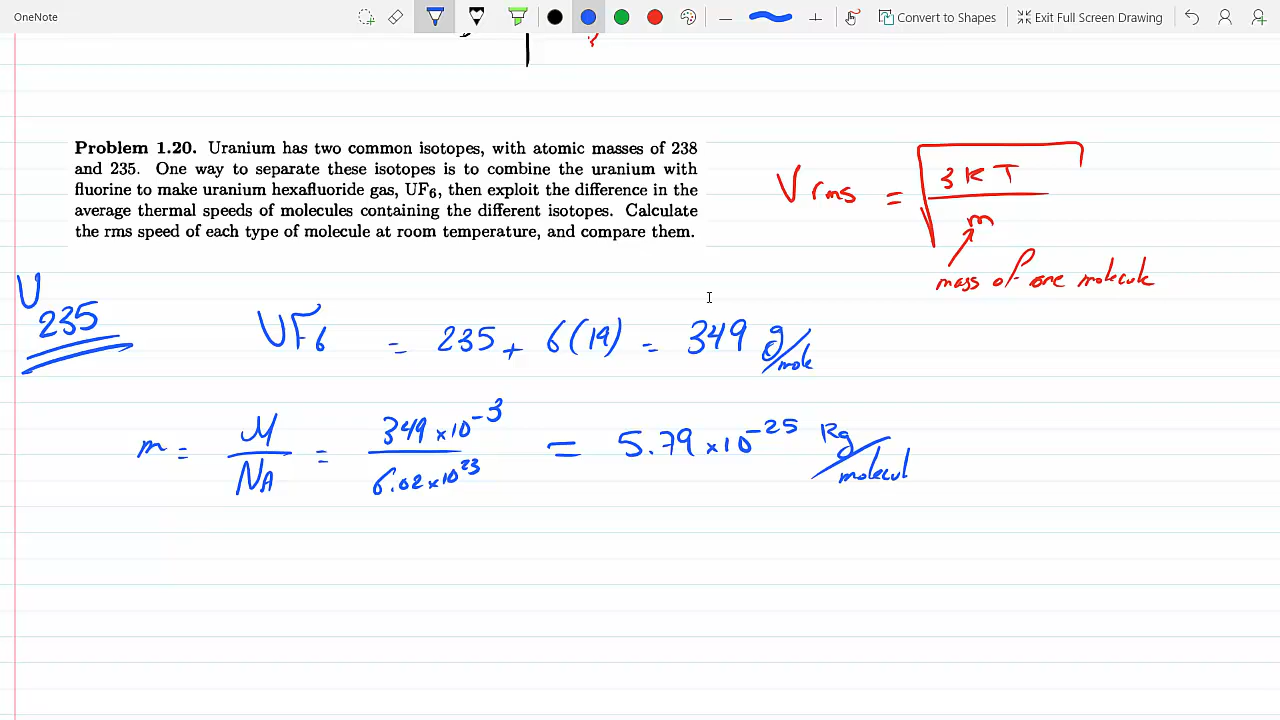 OneNote
Convert to Shapes
Exit Full Screen Drawing
Problem 1.20. Uranium has two common isotopes, with atomic masses of 238
and 235. One way to separate these isotopes is to combine the uranium with
fluorine to make uranium hexafluoride gas, UF₆, then exploit the difference in the
average thermal speeds of molecules containing the different isotopes. Calculate
the rms speed of each type of molecule at room temperature, and compare them.
Vrms = √(3KT/m)
mass of one molecule
U235
UF₆ = 235 + 6(19) = 349 g/mole
m = M/NA = 349×10⁻³/6.02×10²³ = 5.79×10⁻²⁵ Kg/molecul